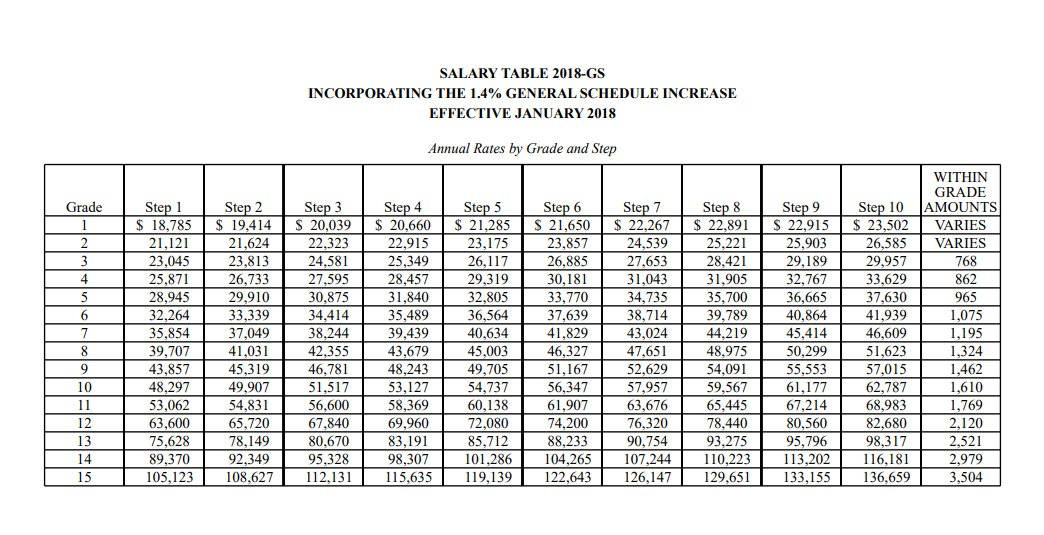 SALARY TABLE 2018-GS
INCORPORATING THE 1.4% GENERAL SCHEDULE INCREASE
EFFECTIVE JANUARY 2018
Annual Rates by Grade and Step
Grade Step 1 Step 2 Step 3 Step 4 Step 5 Step 6 Step 7 Step 8 Step 9 Step 10 WITHIN GRADE AMOUNTS
1 $ 18,785 $ 19,414 $ 20,039 $ 20,660 $ 21,285 $ 21,650 $ 22,267 $ 22,891 $ 22,915 $ 23,502 VARIES
2 21,121 21,624 22,323 22,915 23,175 23,857 24,539 25,221 25,903 26,585 VARIES
3 23,045 23,813 24,581 25,349 26,117 26,885 27,653 28,421 29,189 29,957 768
4 25,871 26,733 27,595 28,457 29,319 30,181 31,043 31,905 32,767 33,629 862
5 28,945 29,910 30,875 31,840 32,805 33,770 34,735 35,700 36,665 37,630 965
6 32,264 33,339 34,414 35,489 36,564 37,639 38,714 39,789 40,864 41,939 1,075
7 35,854 37,049 38,244 39,439 40,634 41,829 43,024 44,219 45,414 46,609 1,195
8 39,707 41,031 42,355 43,679 45,003 46,327 47,651 48,975 50,299 51,623 1,324
9 43,857 45,319 46,781 48,243 49,705 51,167 52,629 54,091 55,553 57,015 1,462
10 48,297 49,907 51,517 53,127 54,737 56,347 57,957 59,567 61,177 62,787 1,610
11 53,062 54,831 56,600 58,369 60,138 61,907 63,676 65,445 67,214 68,983 1,769
12 63,600 65,720 67,840 69,960 72,080 74,200 76,320 78,440 80,560 82,680 2,120
13 75,628 78,149 80,670 83,191 85,712 88,233 90,754 93,275 95,796 98,317 2,521
14 89,370 92,349 95,328 98,307 101,286 104,265 107,244 110,223 113,202 116,181 2,979
15 105,123 108,627 112,131 115,635 119,139 122,643 126,147 129,651 133,155 136,659 3,504